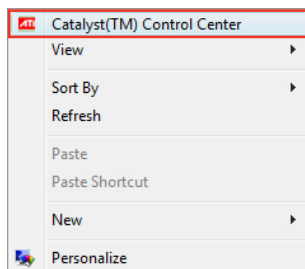 ATI Catalyst(TM) Control Center
View
Sort By
Refresh
Paste
Paste Shortcut
New
Personalize